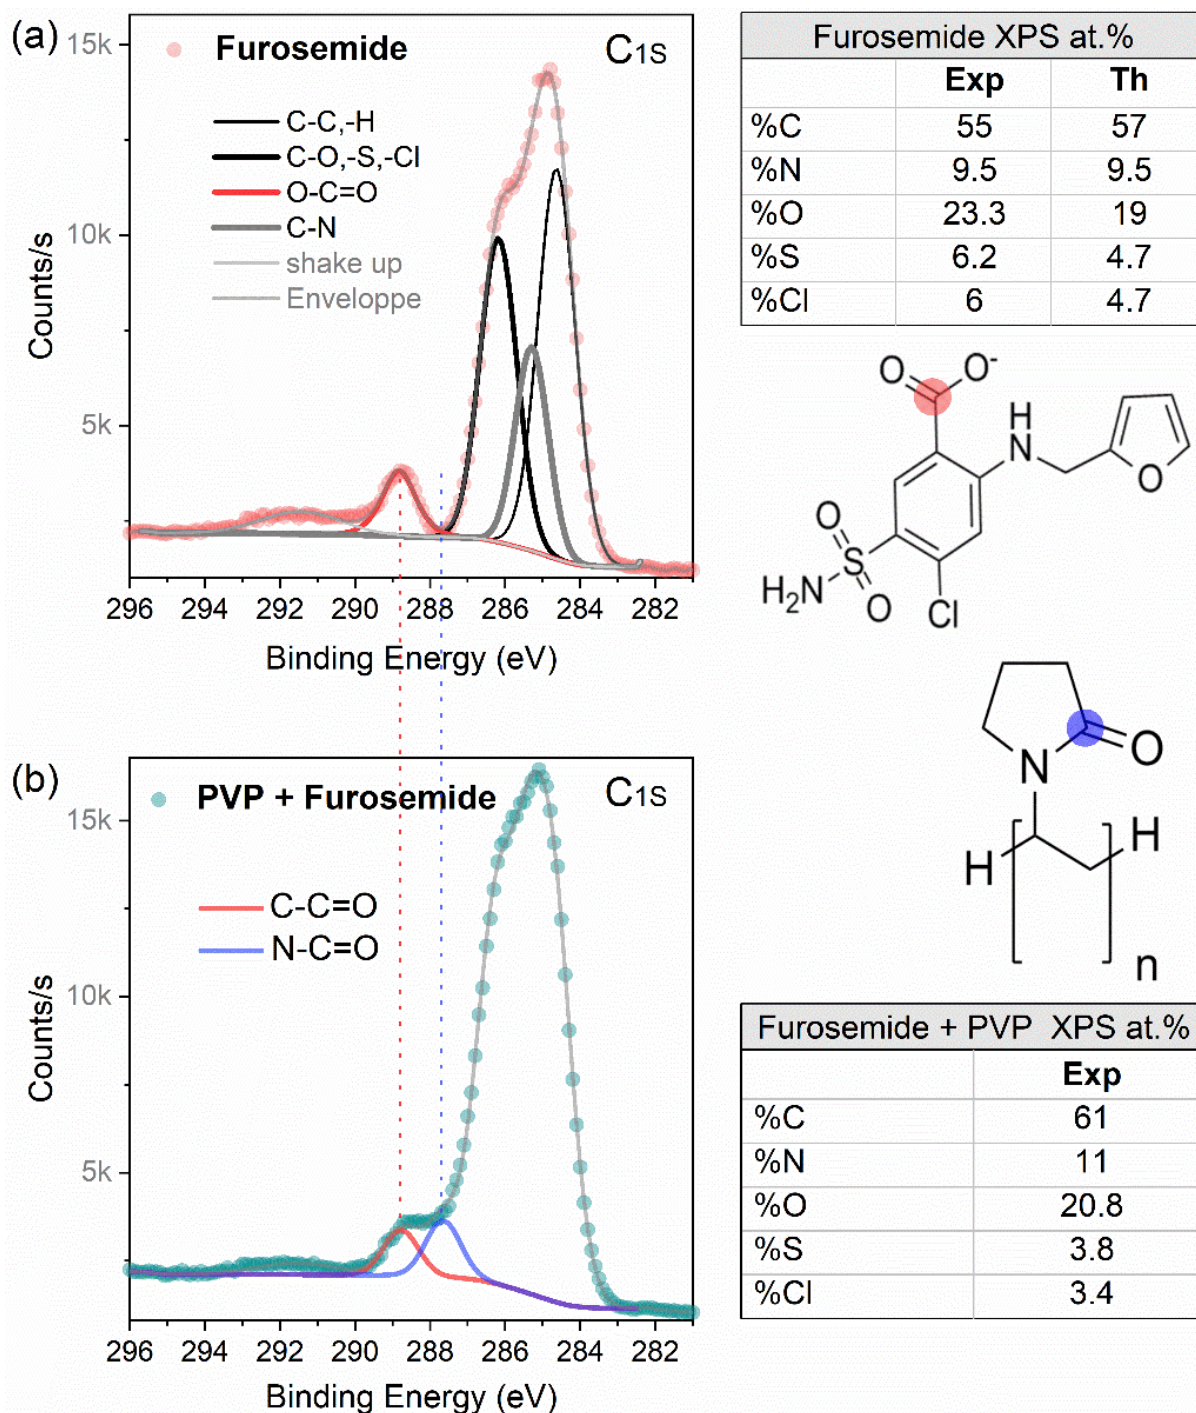 (a)
15k
10k
5k
Counts/s
Furosemide
C1S
C-C,-H
C-O,-S,-Cl
O-C=O
C-N
shake up
Enveloppe
296 294 292 290 288 286 284 282
Binding Energy (eV)
Furosemide XPS at.%
Exp Th
%C 55 57
%N 9.5 9.5
%O 23.3 19
%S 6.2 4.7
%Cl 6 4.7
O O-
H
N
O
O
S
H2N O
Cl
N O
H H
n
(b)
15k
10k
5k
Counts/s
PVP + Furosemide
C1S
C-C=O
N-C=O
296 294 292 290 288 286 284 282
Binding Energy (eV)
Furosemide + PVP XPS at.%
Exp
%C 61
%N 11
%O 20.8
%S 3.8
%Cl 3.4